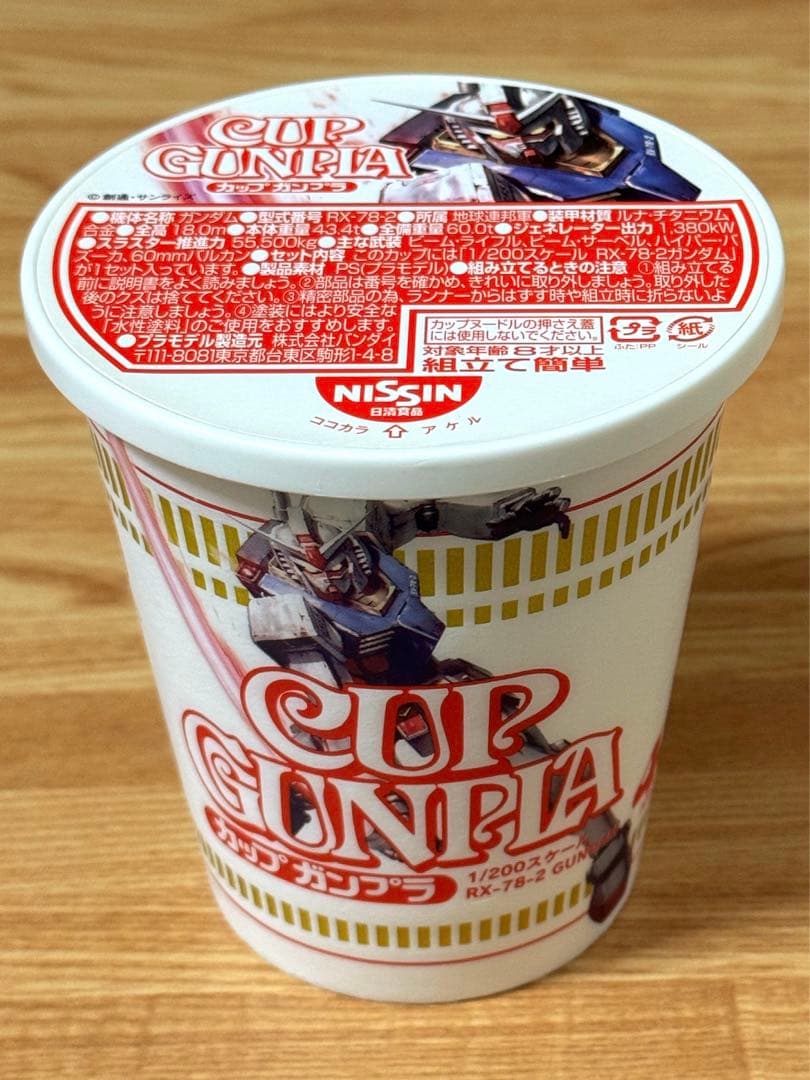 CUP
GUNPLA
カップ ガンプラ
©創通・サンライズ
●機体名称 ガンダム●型式番号 RX-78-2●所属 地球連邦軍●装甲材質 ルナ・チタニウム
合金●全高 18.0m●本体重量 43.4t●全備重量 60.0t●ジェネレーター出力 1,380kW
●スラスター推進力 55,500kg●主な武装 ビーム・ライフル、ビーム・サーベル、ハイパー・バ
ズーカ、60mmバルカン●セット内容 このカップには「1/200スケール RX-78-2ガンダム」
が1セット入っています。●製品素材 PS(プラモデル)●組み立てるときの注意 ①組み立てる
前に説明書をよく読みましょう。②部品は番号を確かめ、きれいに取り外しましょう。取り外した
後のクズは捨ててください。③精密部品の為、ランナーからはずす時や組立時に折らないよ
うに注意しましょう。④塗装にはより安全な
「水性塗料」のご使用をおすすめします。
●プラモデル製造元 株式会社バンダイ
〒111-8081東京都台東区駒形1-4-8
カップヌードルの押さえ蓋
には使用しないでください。
プラ
ふた:PP
紙
シール
対象年齢8才以上
組立て簡単
NISSIN
日清食品
ココカラ⇧アケル
RX-78-2
CUP
GUNPLA
カップ ガンプラ
1/200スケール
RX-78-2 GUN